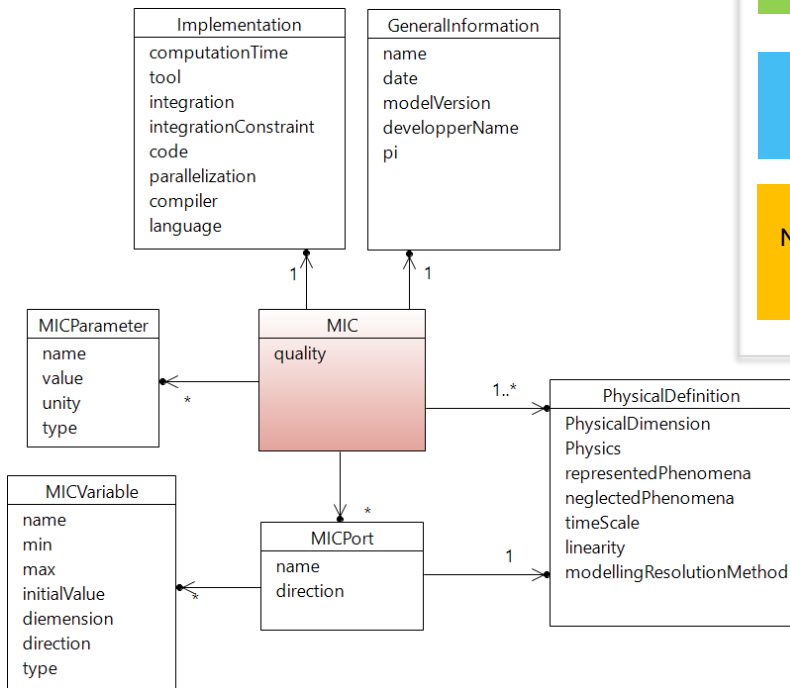 Implementation
computationTime
tool
integration
integrationConstraint
code
parallelization
compiler
language
GeneralInformation
name
date
modelVersion
developperName
pi
1
1
MICParameter
name
value
unity
type
*
MIC
quality
1..*
PhysicalDefinition
PhysicalDimension
Physics
representedPhenomena
neglectedPhenomena
timeScale
linearity
modellingResolutionMethod
MICVariable
name
min
max
initialValue
diemension
direction
type
*
*
MICPort
name
direction
1
N